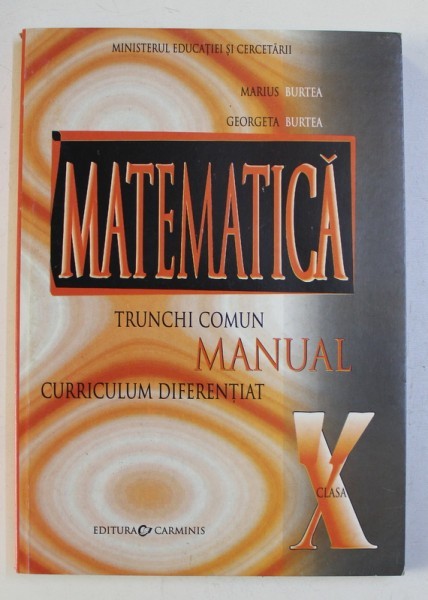 MINISTERUL EDUCAȚIEI ȘI CERCETĂRII
MARIUS BURTEA
GEORGETA BURTEA
MATEMATICĂ
TRUNCHI COMUN
MANUAL
CURRICULUM DIFERENȚIAT
X
CLASA
EDITURA CARMINIS